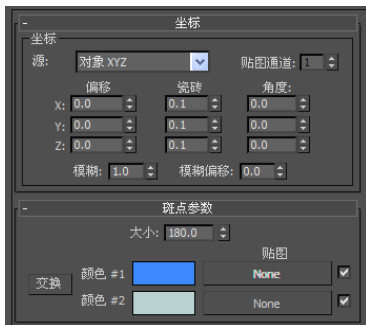 - 坐标
坐标
源: 对象 XYZ 贴图通道: 1
偏移 瓷砖 角度:
X: 0.0 0.1 0.0
Y: 0.0 0.1 0.0
Z: 0.0 0.1 0.0
模糊: 1.0 模糊偏移: 0.0
- 斑点参数
大小: 180.0
贴图
交换
颜色 #1 None
颜色 #2 None